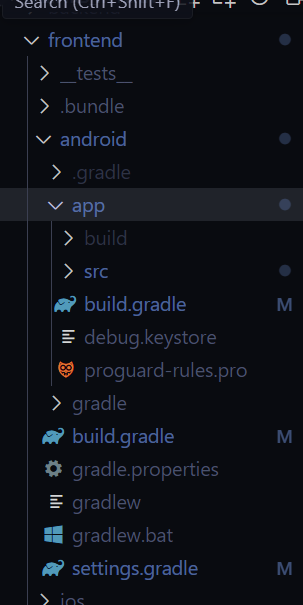 Search (Ctrl+Shift+F)
frontend
__tests__
.bundle
android
.gradle
app
build
src
build.gradle M
debug.keystore
proguard-rules.pro
gradle
build.gradle M
gradle.properties
gradlew
gradlew.bat
settings.gradle M
ios